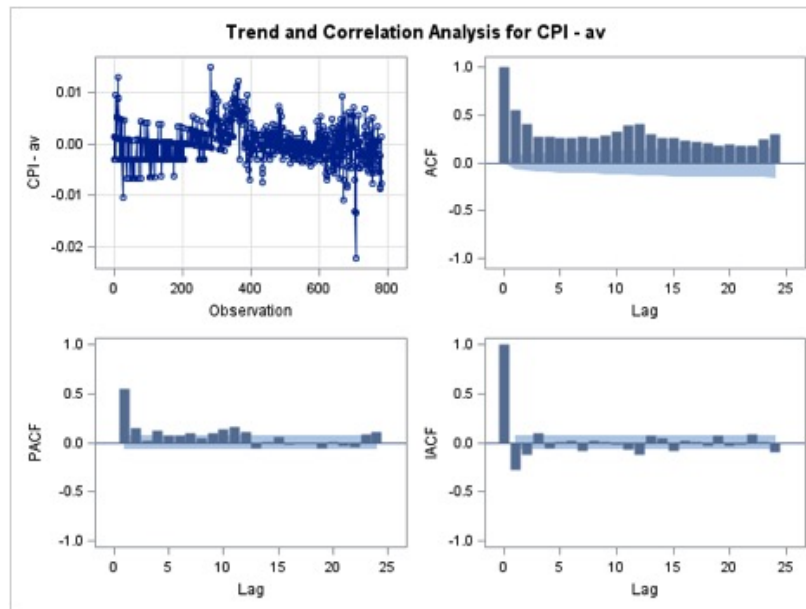 Trend and Correlation Analysis for CPI - av
CPI - av
0.01
0.00
-0.01
-0.02
0 200 400 600 800
Observation
ACF
1.0
0.5
0.0
-0.5
-1.0
0 5 10 15 20 25
Lag
PACF
1.0
0.5
0.0
-0.5
-1.0
0 5 10 15 20 25
Lag
IACF
1.0
0.5
0.0
-0.5
-1.0
0 5 10 15 20 25
Lag